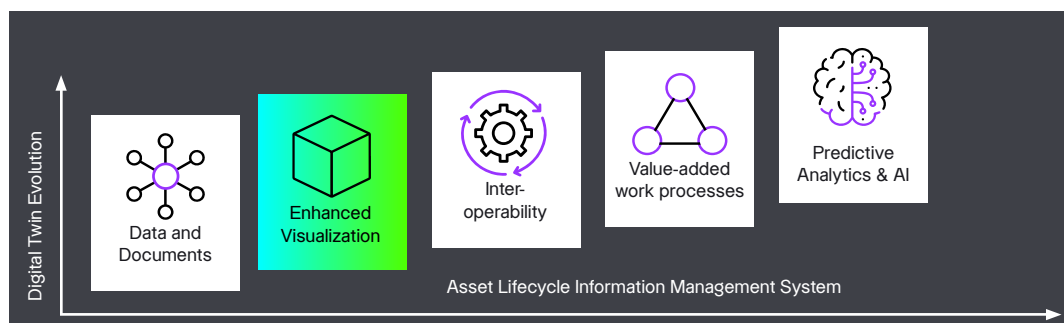 Digital Twin Evolution
Data and
Documents
Enhanced
Visualization
Inter-
operability
Value-added
work processes
Predictive
Analytics & AI
Asset Lifecycle Information Management System